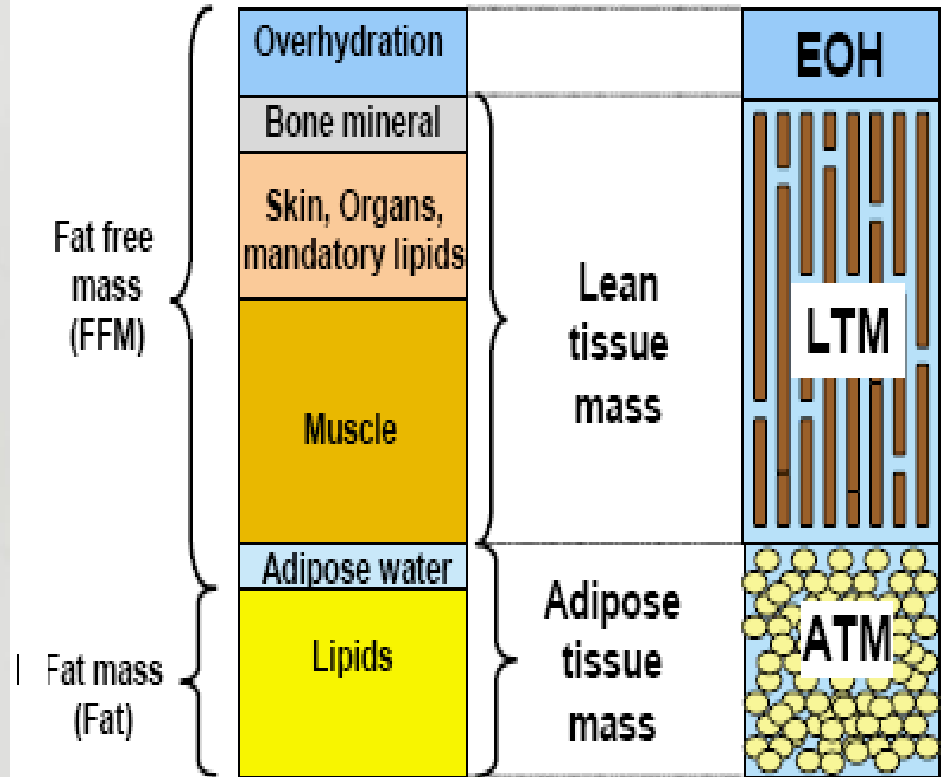 Overhydration
Bone mineral
Skin, Organs,
mandatory lipids
Muscle
Adipose water
Lipids
Fat free
mass
(FFM)
Fat mass
(Fat)
Lean
tissue
mass
Adipose
tissue
mass
EOH
LTM
ATM